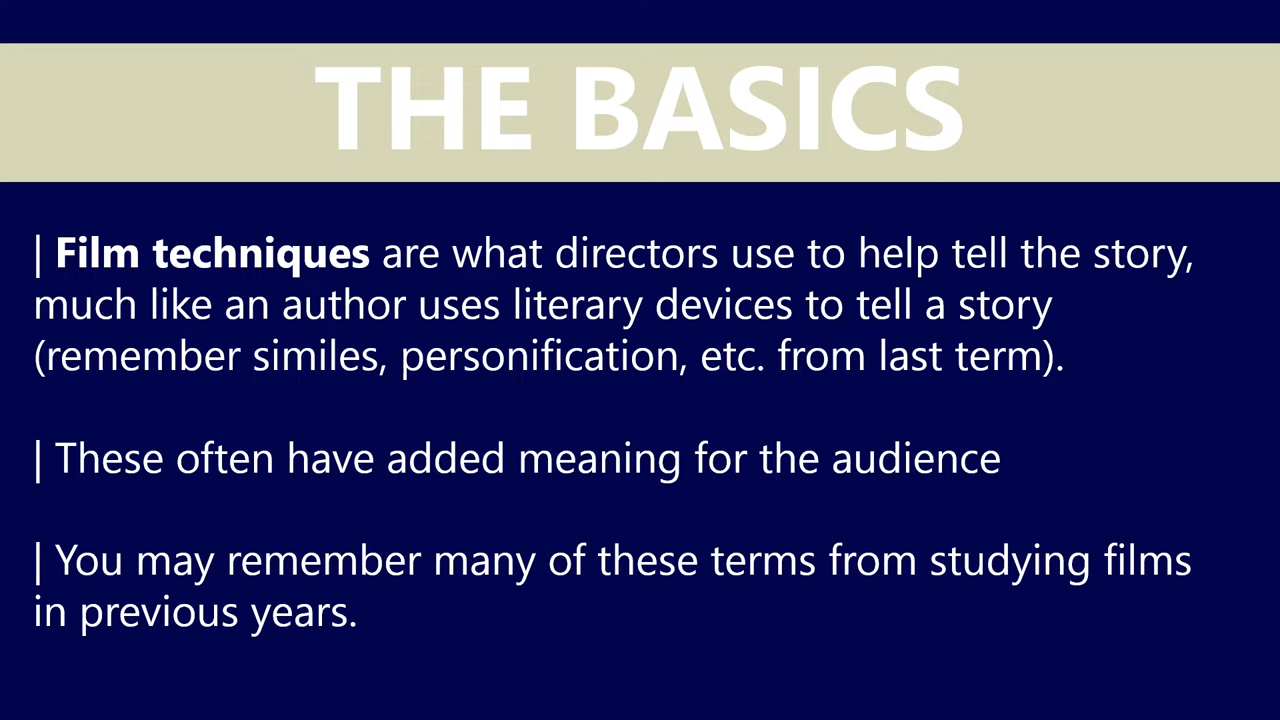 THE BASICS
| Film techniques are what directors use to help tell the story,
much like an author uses literary devices to tell a story
(remember similes, personification, etc. from last term).
| These often have added meaning for the audience
| You may remember many of these terms from studying films
in previous years.